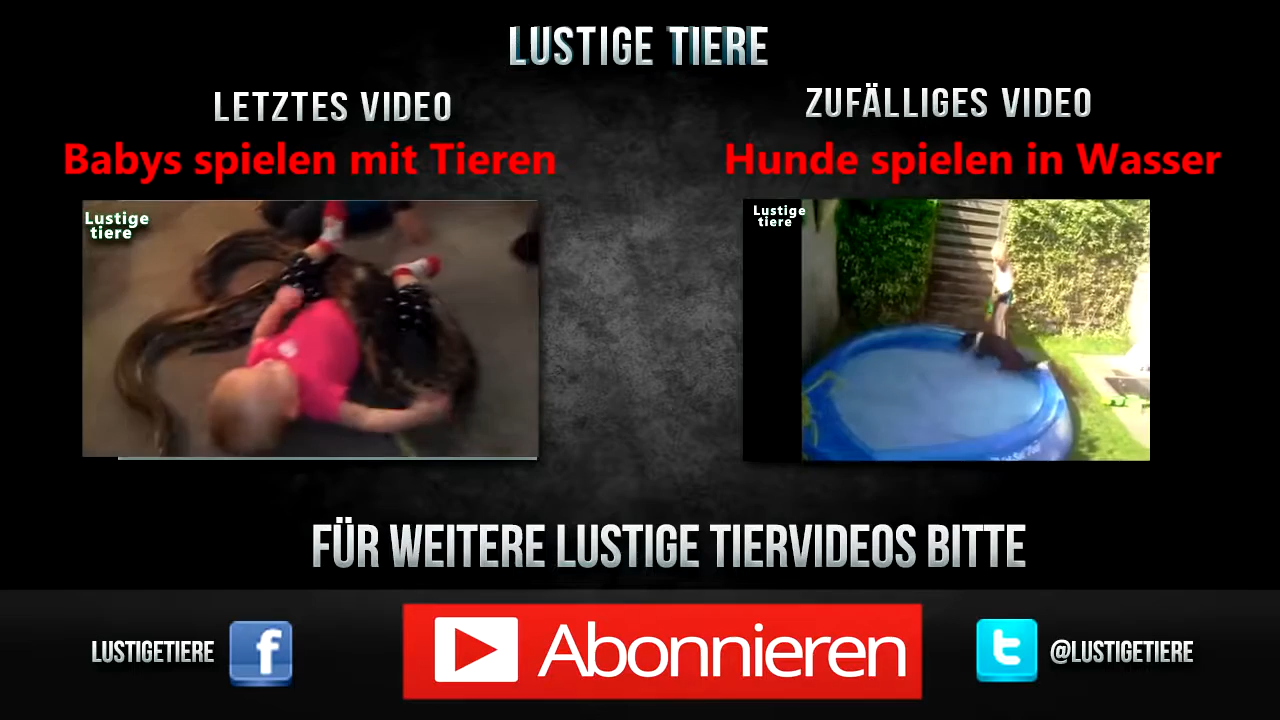 LUSTIGE TIERE
LETZTES VIDEO
ZUFÄLLIGES VIDEO
Babys spielen mit Tieren
Hunde spielen in Wasser
Lustige
tiere
Lustige
tiere
FÜR WEITERE LUSTIGE TIERVIDEOS BITTE
LUSTIGETIERE
f
Abonnieren
t
@LUSTIGETIERE